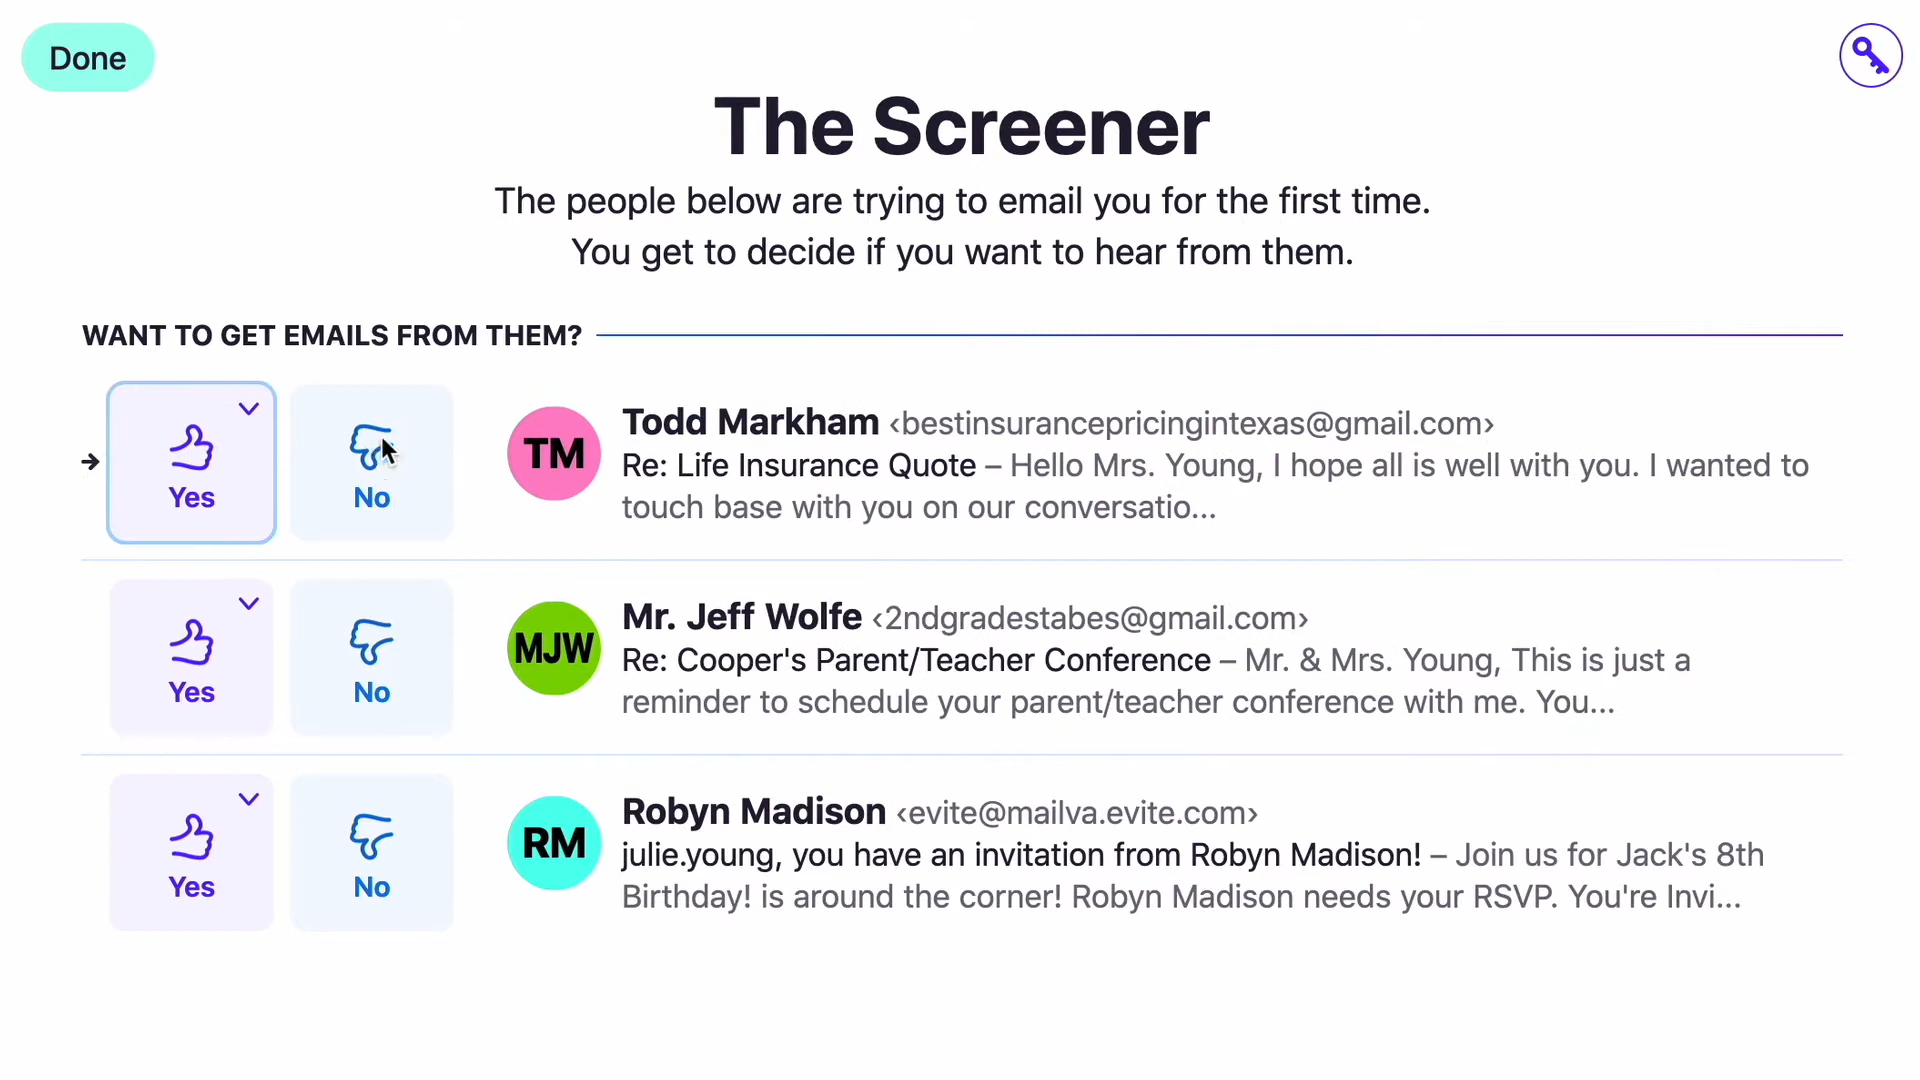 Done
The Screener
The people below are trying to email you for the first time.
You get to decide if you want to hear from them.
WANT TO GET EMAILS FROM THEM?
Yes
No
TM
Todd Markham ‹bestinsurancepricingintexas@gmail.com›
Re: Life Insurance Quote – Hello Mrs. Young, I hope all is well with you. I wanted to
touch base with you on our conversatio...
Yes
No
MJW
Mr. Jeff Wolfe ‹2ndgradestabes@gmail.com›
Re: Cooper's Parent/Teacher Conference – Mr. & Mrs. Young, This is just a
reminder to schedule your parent/teacher conference with me. You...
Yes
No
RM
Robyn Madison ‹evite@mailva.evite.com›
julie.young, you have an invitation from Robyn Madison! – Join us for Jack's 8th
Birthday! is around the corner! Robyn Madison needs your RSVP. You're Invi...